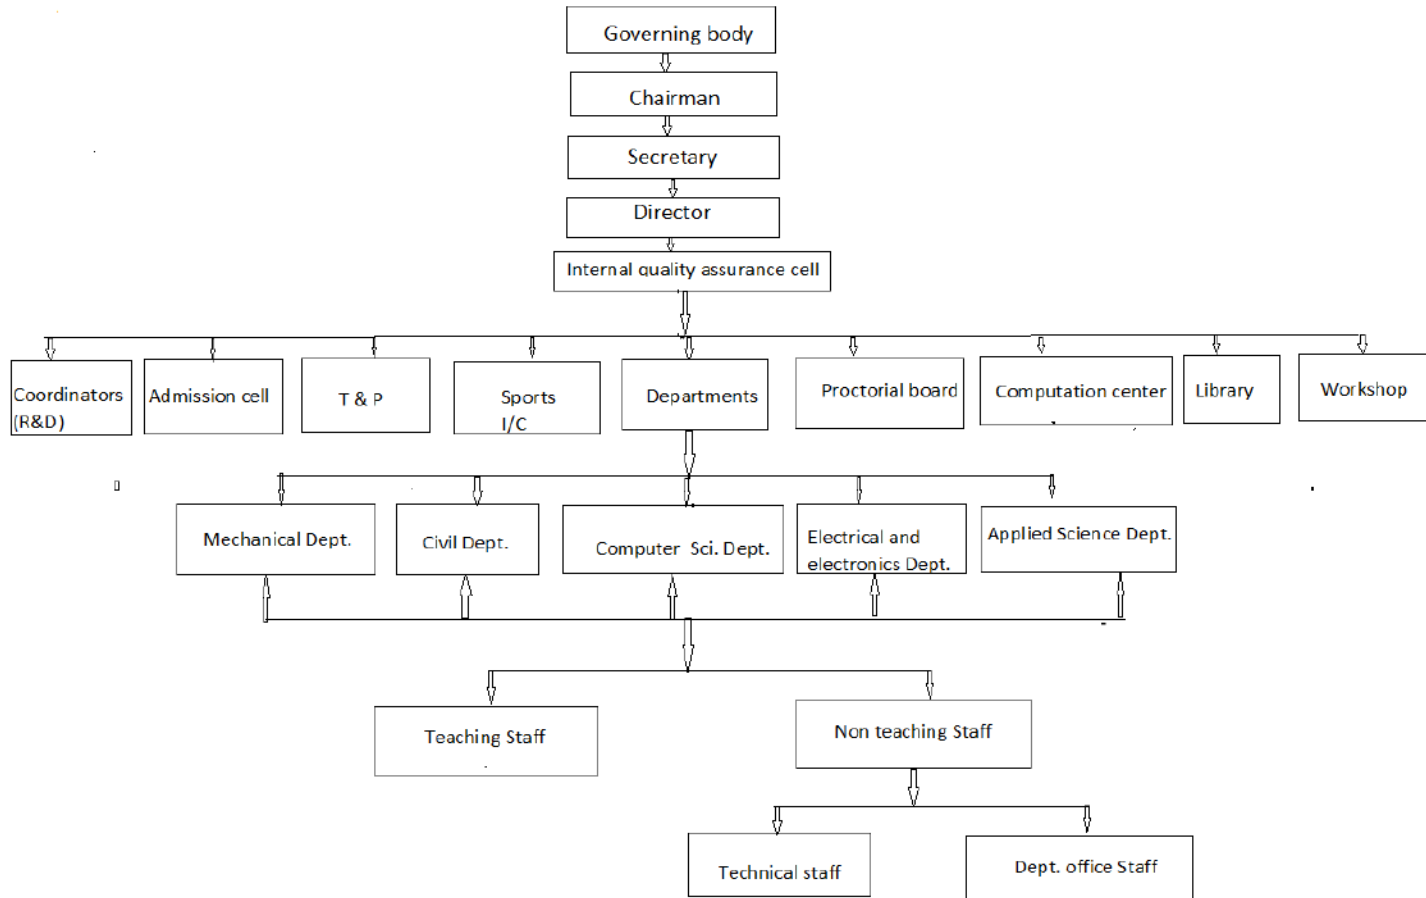 Governing body
Chairman
Secretary
Director
Internal quality assurance cell
Coordinators
(R&D)
Admission cell
T & P
Sports
I/C
Departments
Proctorial board
Computation center
Library
Workshop
Mechanical Dept.
Civil Dept.
Computer Sci. Dept.
Electrical and
electronics Dept.
Applied Science Dept.
Teaching Staff
Non teaching Staff
Technical staff
Dept. office Staff